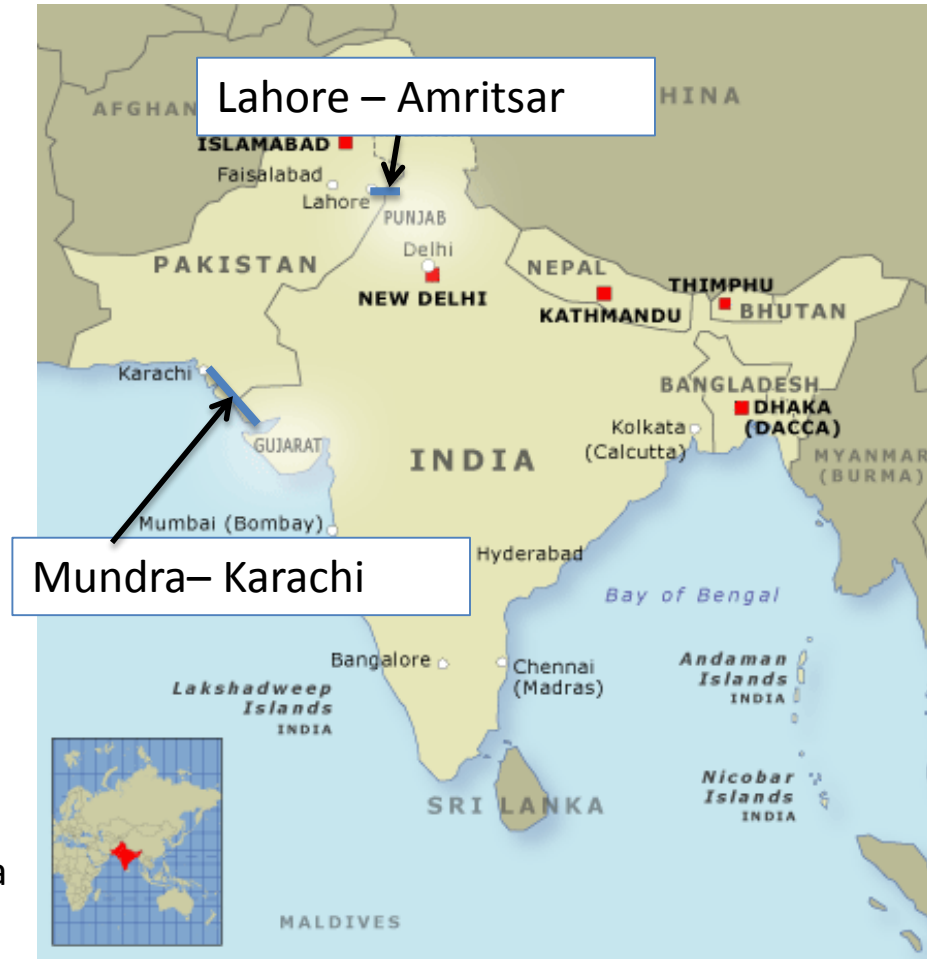 Lahore – Amritsar
AFGHAN
HINA
ISLAMABAD
Faisalabad
Lahore
PUNJAB
Delhi
PAKISTAN
NEW DELHI
NEPAL
KATHMANDU
THIMPHU
BHUTAN
Karachi
BANGLADESH
DHAKA
(DACCA)
Kolkata
(Calcutta)
GUJARAT
INDIA
MYANMAR
(BURMA)
Mumbai (Bombay)
Mundra– Karachi
Hyderabad
Bay of Bengal
Bangalore
Chennai
(Madras)
Andaman
Islands
INDIA
Lakshadweep
Islands
INDIA
Nicobar
Islands
INDIA
SRI LANKA
a
MALDIVES